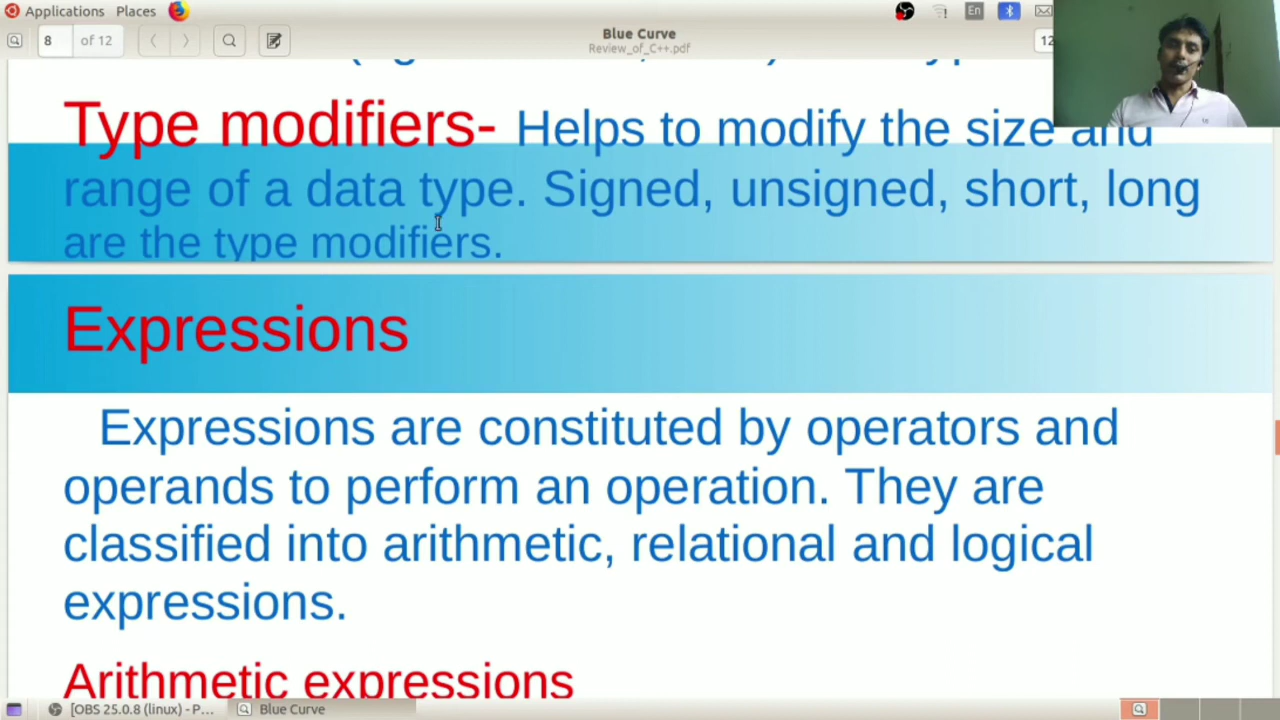 Applications Places En
8 of 12 Blue Curve 12
Review_of_C++.pdf
Type modifiers- Helps to modify the size and
range of a data type. Signed, unsigned, short, long
are the type modifiers.
Expressions
Expressions are constituted by operators and
operands to perform an operation. They are
classified into arithmetic, relational and logical
expressions.
Arithmetic expressions
[OBS 25.0.8 (linux) - P... Blue Curve